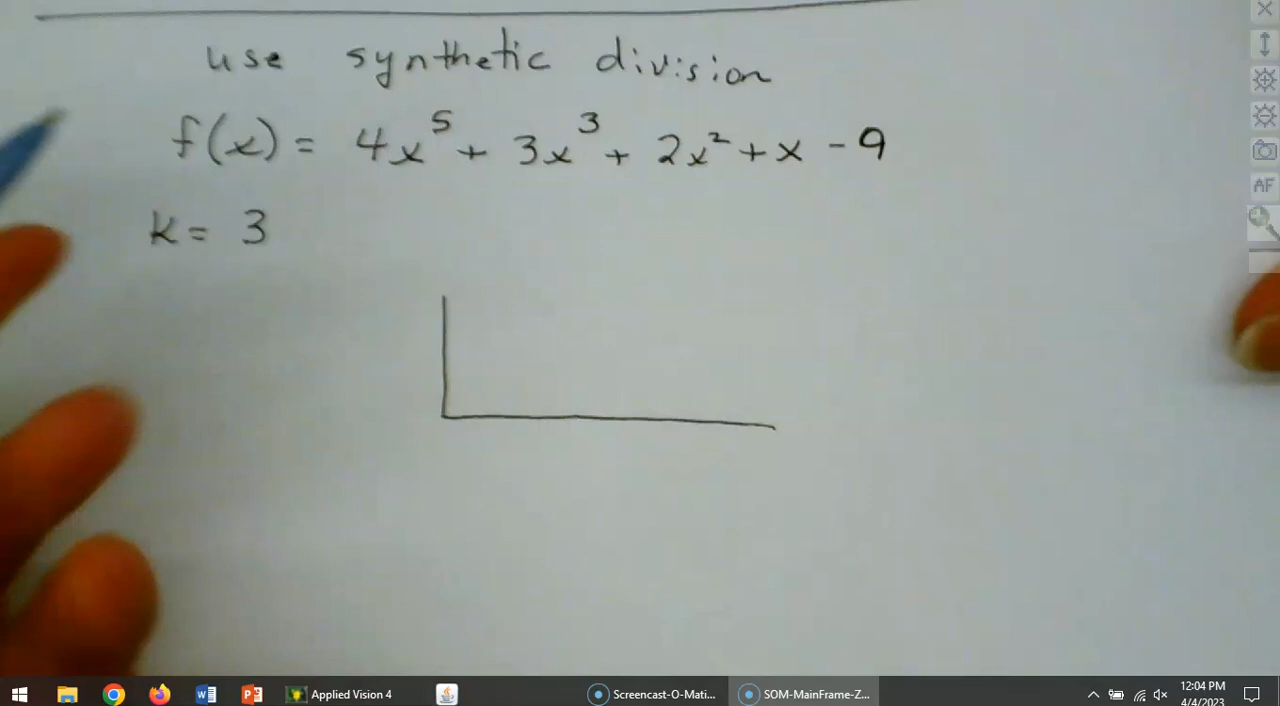 use synthetic division
f(x) = 4x⁵ + 3x³ + 2x² + x - 9
k = 3
AF
Applied Vision 4
Screencast-O-Mati...
SOM-MainFrame-Z...
12:04 PM
4/4/2023